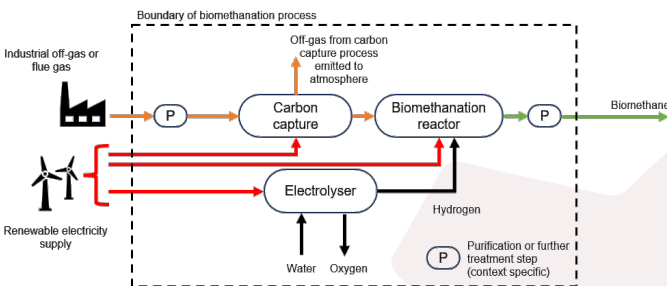 Boundary of biomethanation process
Industrial off-gas or
flue gas
Off-gas from carbon
capture process
emitted to
atmosphere
P
Carbon
capture
Biomethanation
reactor
P
Biomethane
Electrolyser
Hydrogen
Renewable electricity
supply
Water
Oxygen
P
Purification or further
treatment step
(context specific)